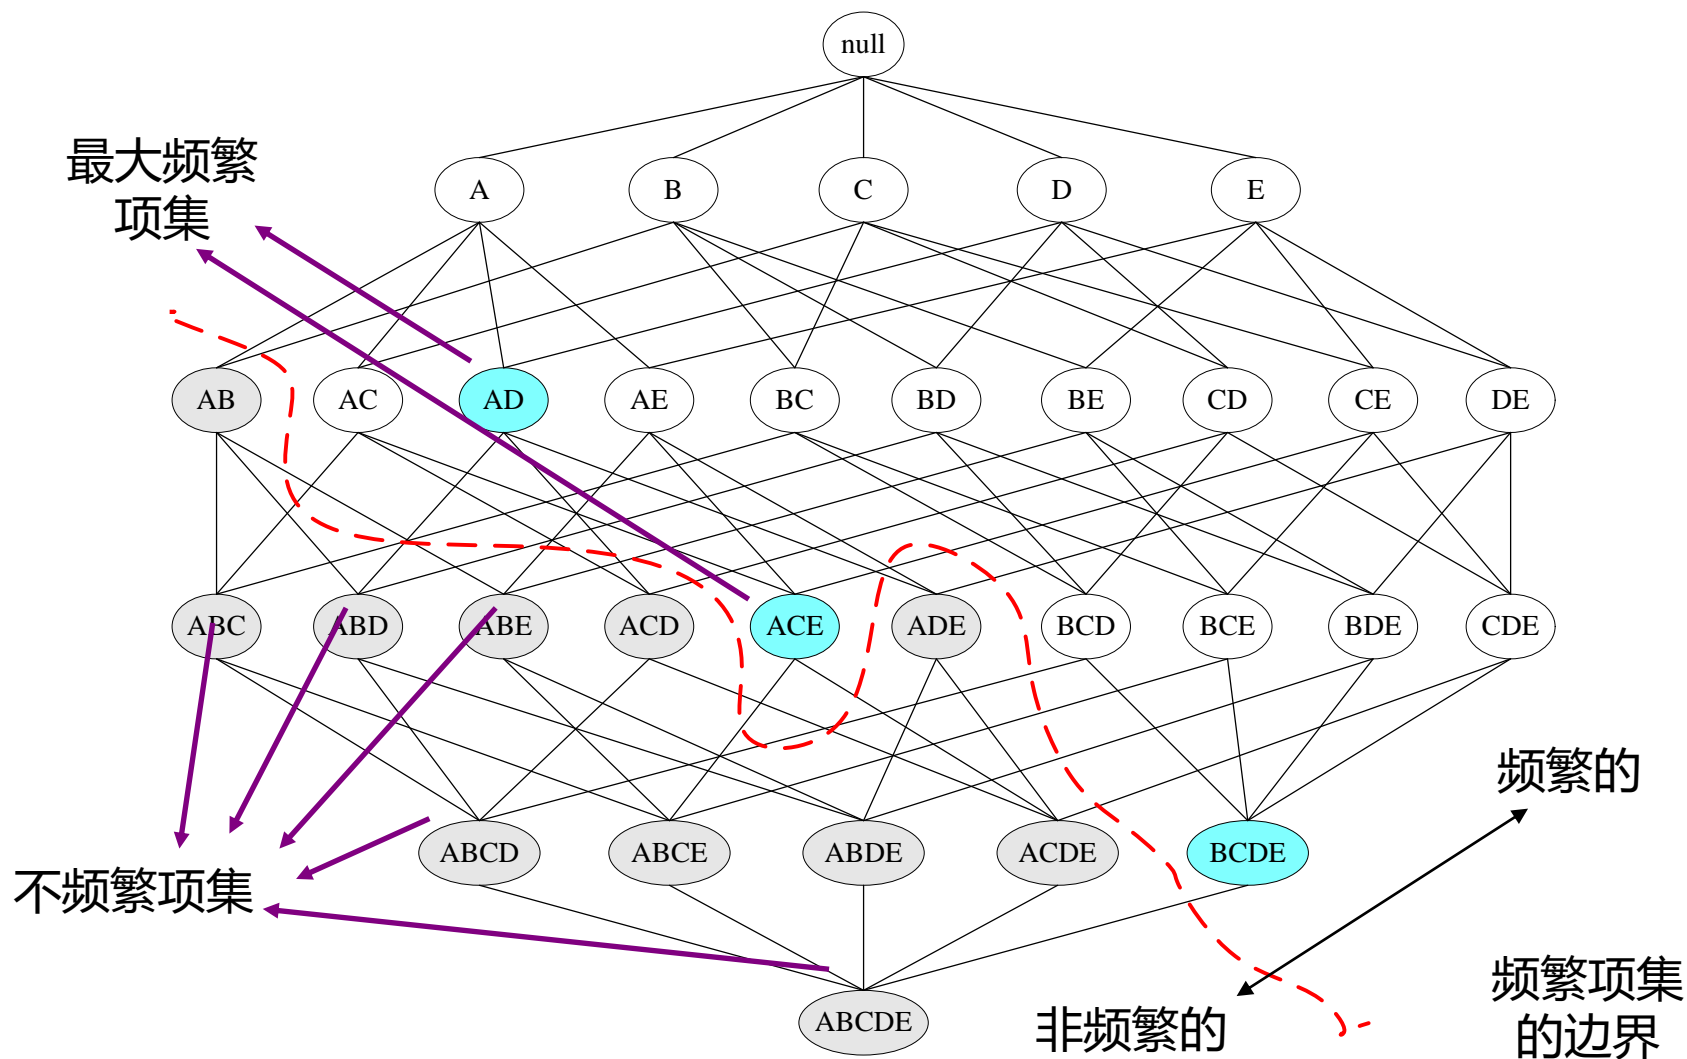 null
最大频繁
项集
A B C D E
AB AC AD AE BC BD BE CD CE DE
ABC ABD ABE ACD ACE ADE BCD BCE BDE CDE
频繁的
ABCD ABCE ABDE ACDE BCDE
不频繁项集
ABCDE
非频繁的
频繁项集
的边界